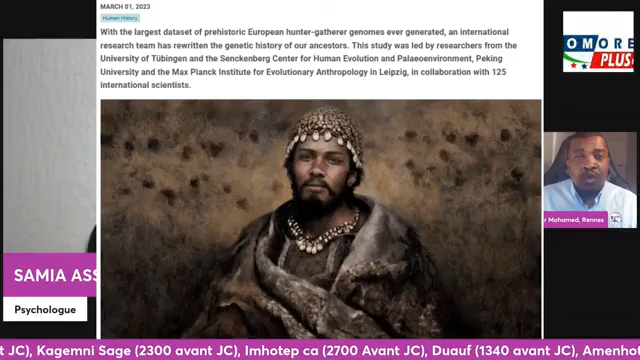 MARCH 01, 2023
Human History
With the largest dataset of prehistoric European hunter-gatherer genomes ever generated, an international
research team has rewritten the genetic history of our ancestors. This study was led by researchers from the
University of Tübingen and the Senckenberg Center for Human Evolution and Palaeoenvironment, Peking
University and the Max Planck Institute for Evolutionary Anthropology in Leipzig, in collaboration with 125
international scientists.
OMORE
PLUS
r Mohamed, Rennes
SAMIA ASS
Psychologue
t JC), Kagemni Sage (2300 avant JC), Imhotep ca (2700 Avant JC), Duauf (1340 avant JC), Amenho